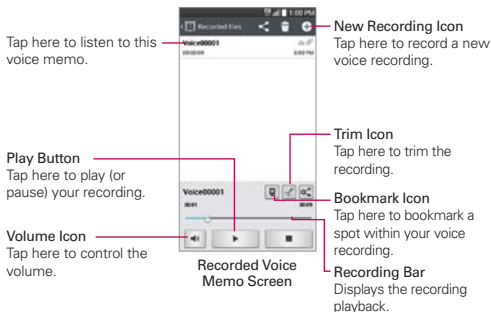 1:00 PM
Recorded files
Voice00001
New Recording Icon
Tap here to record a new
voice recording.
Tap here to listen to this
voice memo.
Trim Icon
Tap here to trim the
recording.
Play Button
Tap here to play (or
pause) your recording.
Voice00001
Bookmark Icon
Tap here to bookmark a
spot within your voice
recording.
Volume Icon
Tap here to control the
volume.
Recorded Voice
Memo Screen
Recording Bar
Displays the recording
playback.